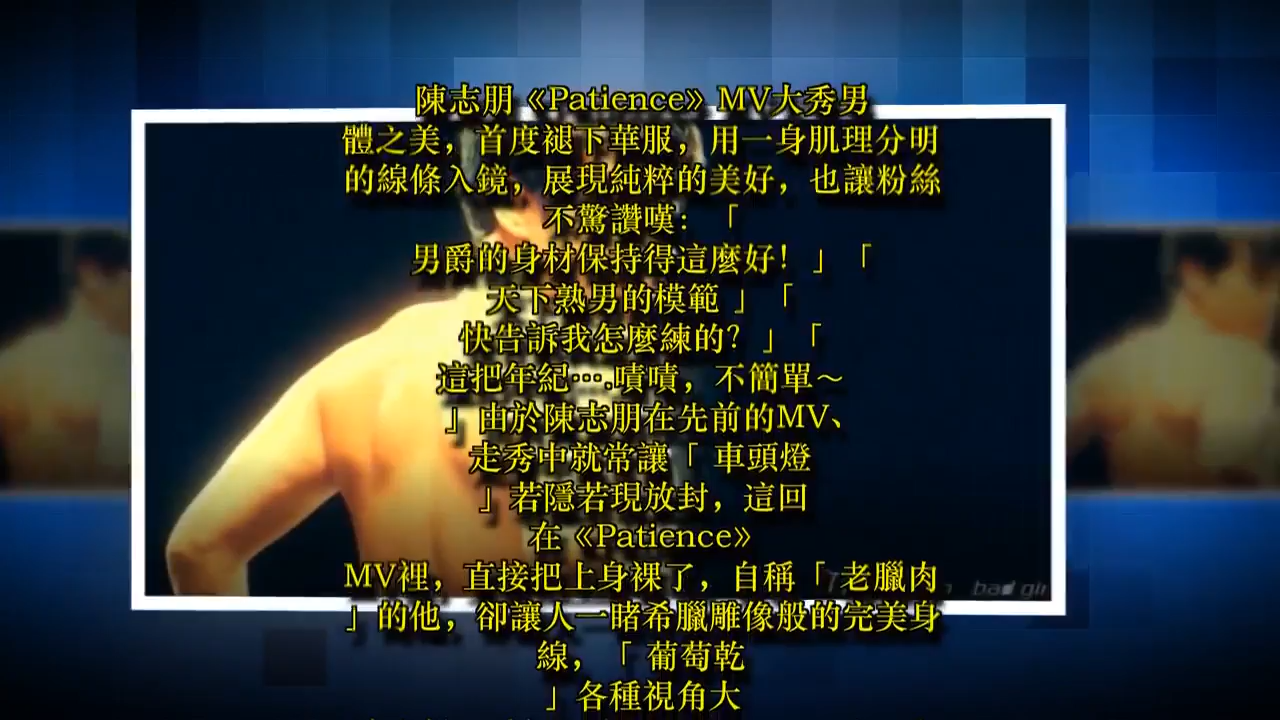 陳志朋《Patience》MV大秀男
體之美，首度褪下華服，用一身肌理分明
的線條入鏡，展現純粹的美好，也讓粉絲
不驚讚嘆：「
男爵的身材保持得這麼好！」「
天下熟男的模範 」「
快告訴我怎麼練的？」「
這把年紀….嘖嘖，不簡單～
」由於陳志朋在先前的MV、
走秀中就常讓「 車頭燈
」若隱若現放封，這回
在《Patience》
MV裡，直接把上身裸了，自稱「 老臘肉
」的他，卻讓人一睹希臘雕像般的完美身
線，「 葡萄乾
」各種視角大
bad gir